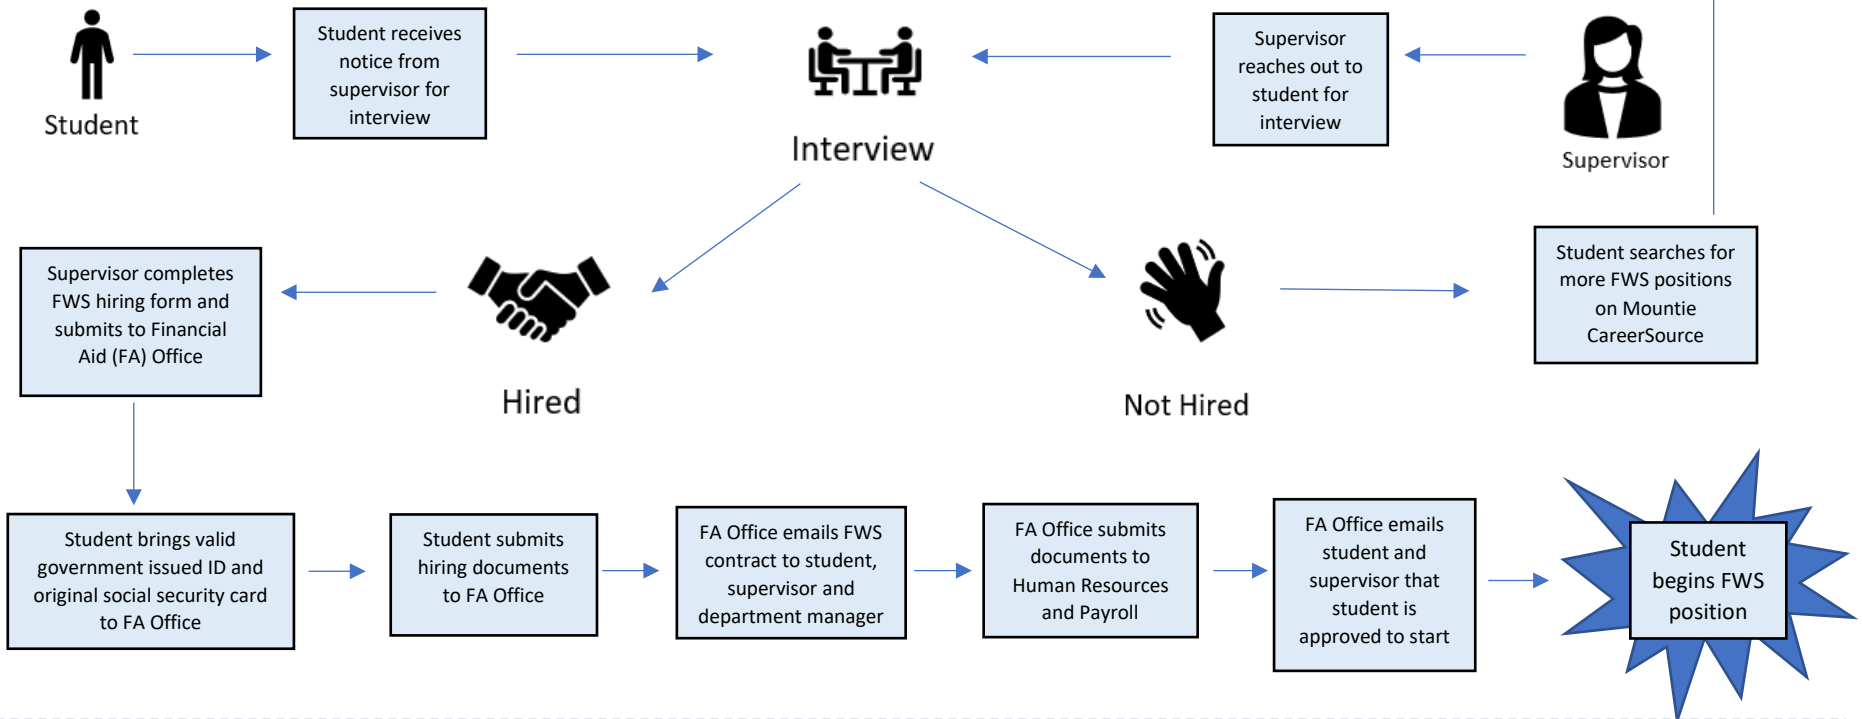 Student receives
notice from
supervisor for
interview
Student
Interview
Supervisor
reaches out to
student for
interview
Supervisor
Supervisor completes
FWS hiring form and
submits to Financial
Aid (FA) Office
Hired
Not Hired
Student searches for
more FWS positions
on Mountie
CareerSource
Student brings valid
government issued ID and
original social security card
to FA Office
Student submits
hiring documents
to FA Office
FA Office emails FWS
contract to student,
supervisor and
department manager
FA Office submits
documents to
Human Resources
and Payroll
FA Office emails
student and
supervisor that
student is
approved to start
Student
begins FWS
position